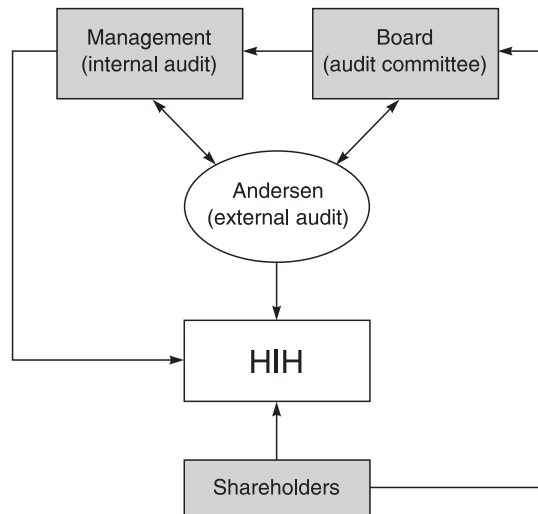 Management
(internal audit)
Board
(audit committee)
Andersen
(external audit)
HIH
Shareholders